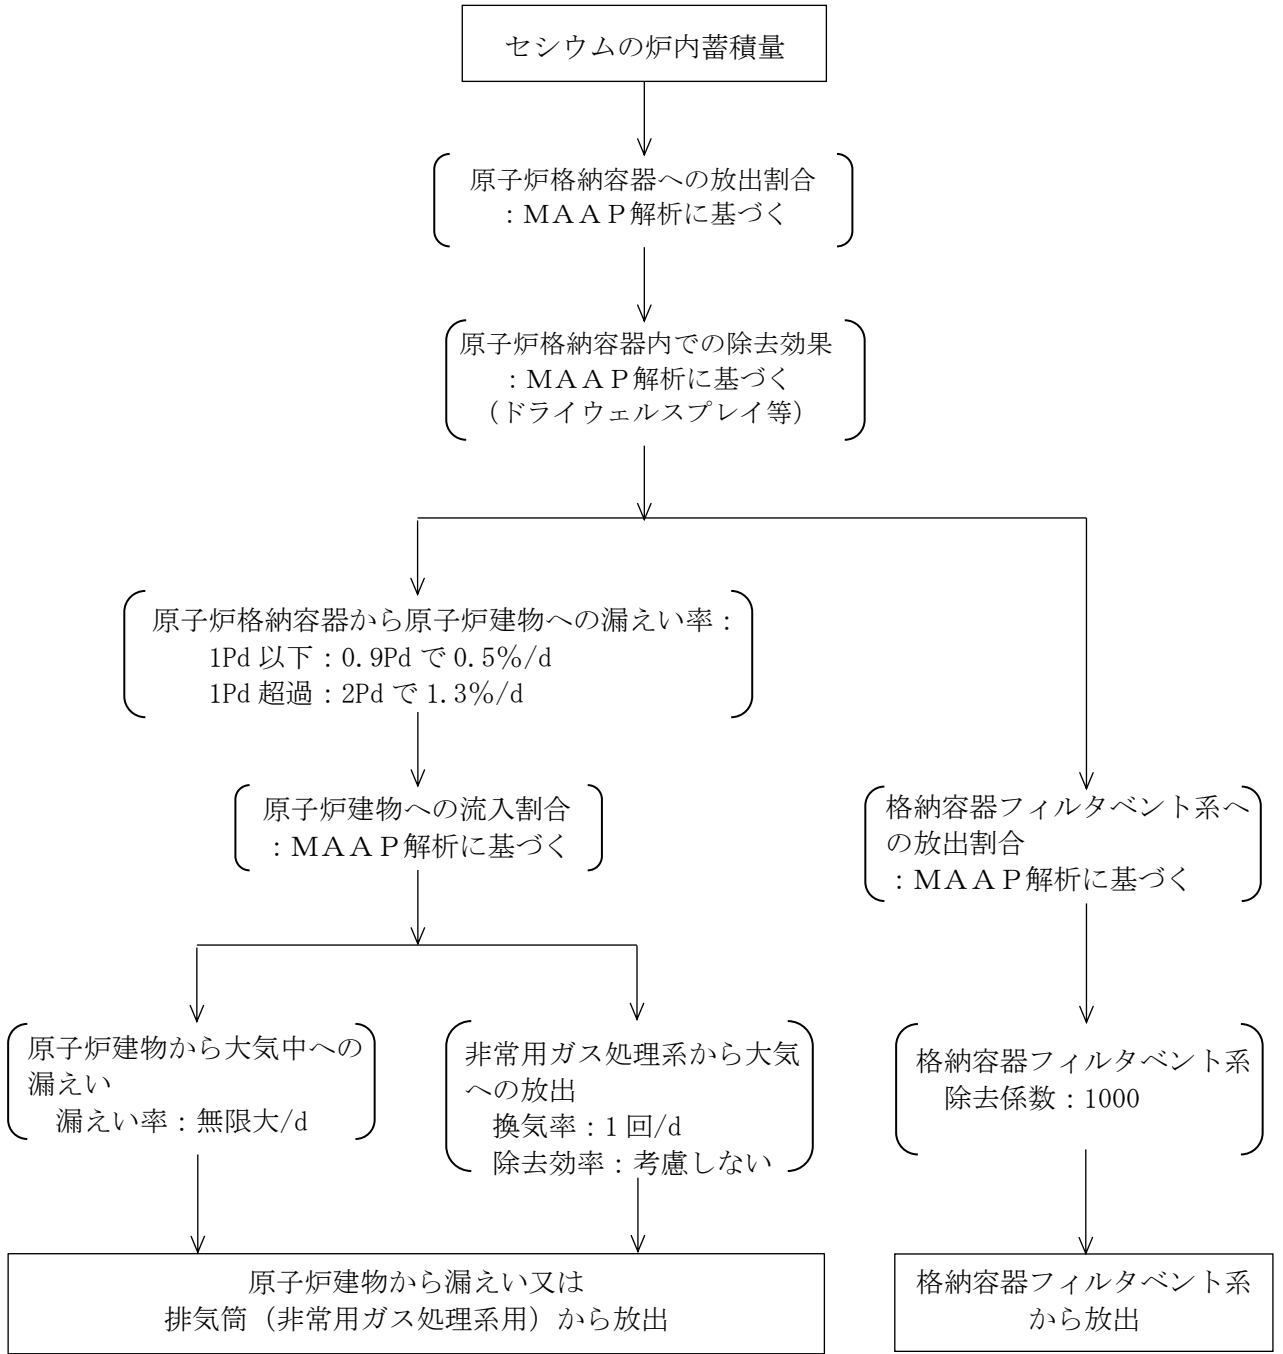 セシウムの炉内蓄積量
原子炉格納容器への放出割合
：ＭＡＡＰ解析に基づく
原子炉格納容器内での除去効果
：ＭＡＡＰ解析に基づく
（ドライウェルスプレイ等）
原子炉格納容器から原子炉建物への漏えい率：
1Pd 以下：0.9Pd で 0.5%/d
1Pd 超過：2Pd で 1.3%/d
原子炉建物への流入割合
：ＭＡＡＰ解析に基づく
格納容器フィルタベント系へ
の放出割合
：ＭＡＡＰ解析に基づく
原子炉建物から大気中への
漏えい
漏えい率：無限大/d
非常用ガス処理系から大気
への放出
換気率：1 回/d
除去効率：考慮しない
格納容器フィルタベント系
除去係数：1000
原子炉建物から漏えい又は
排気筒（非常用ガス処理系用）から放出
格納容器フィルタベント系
から放出